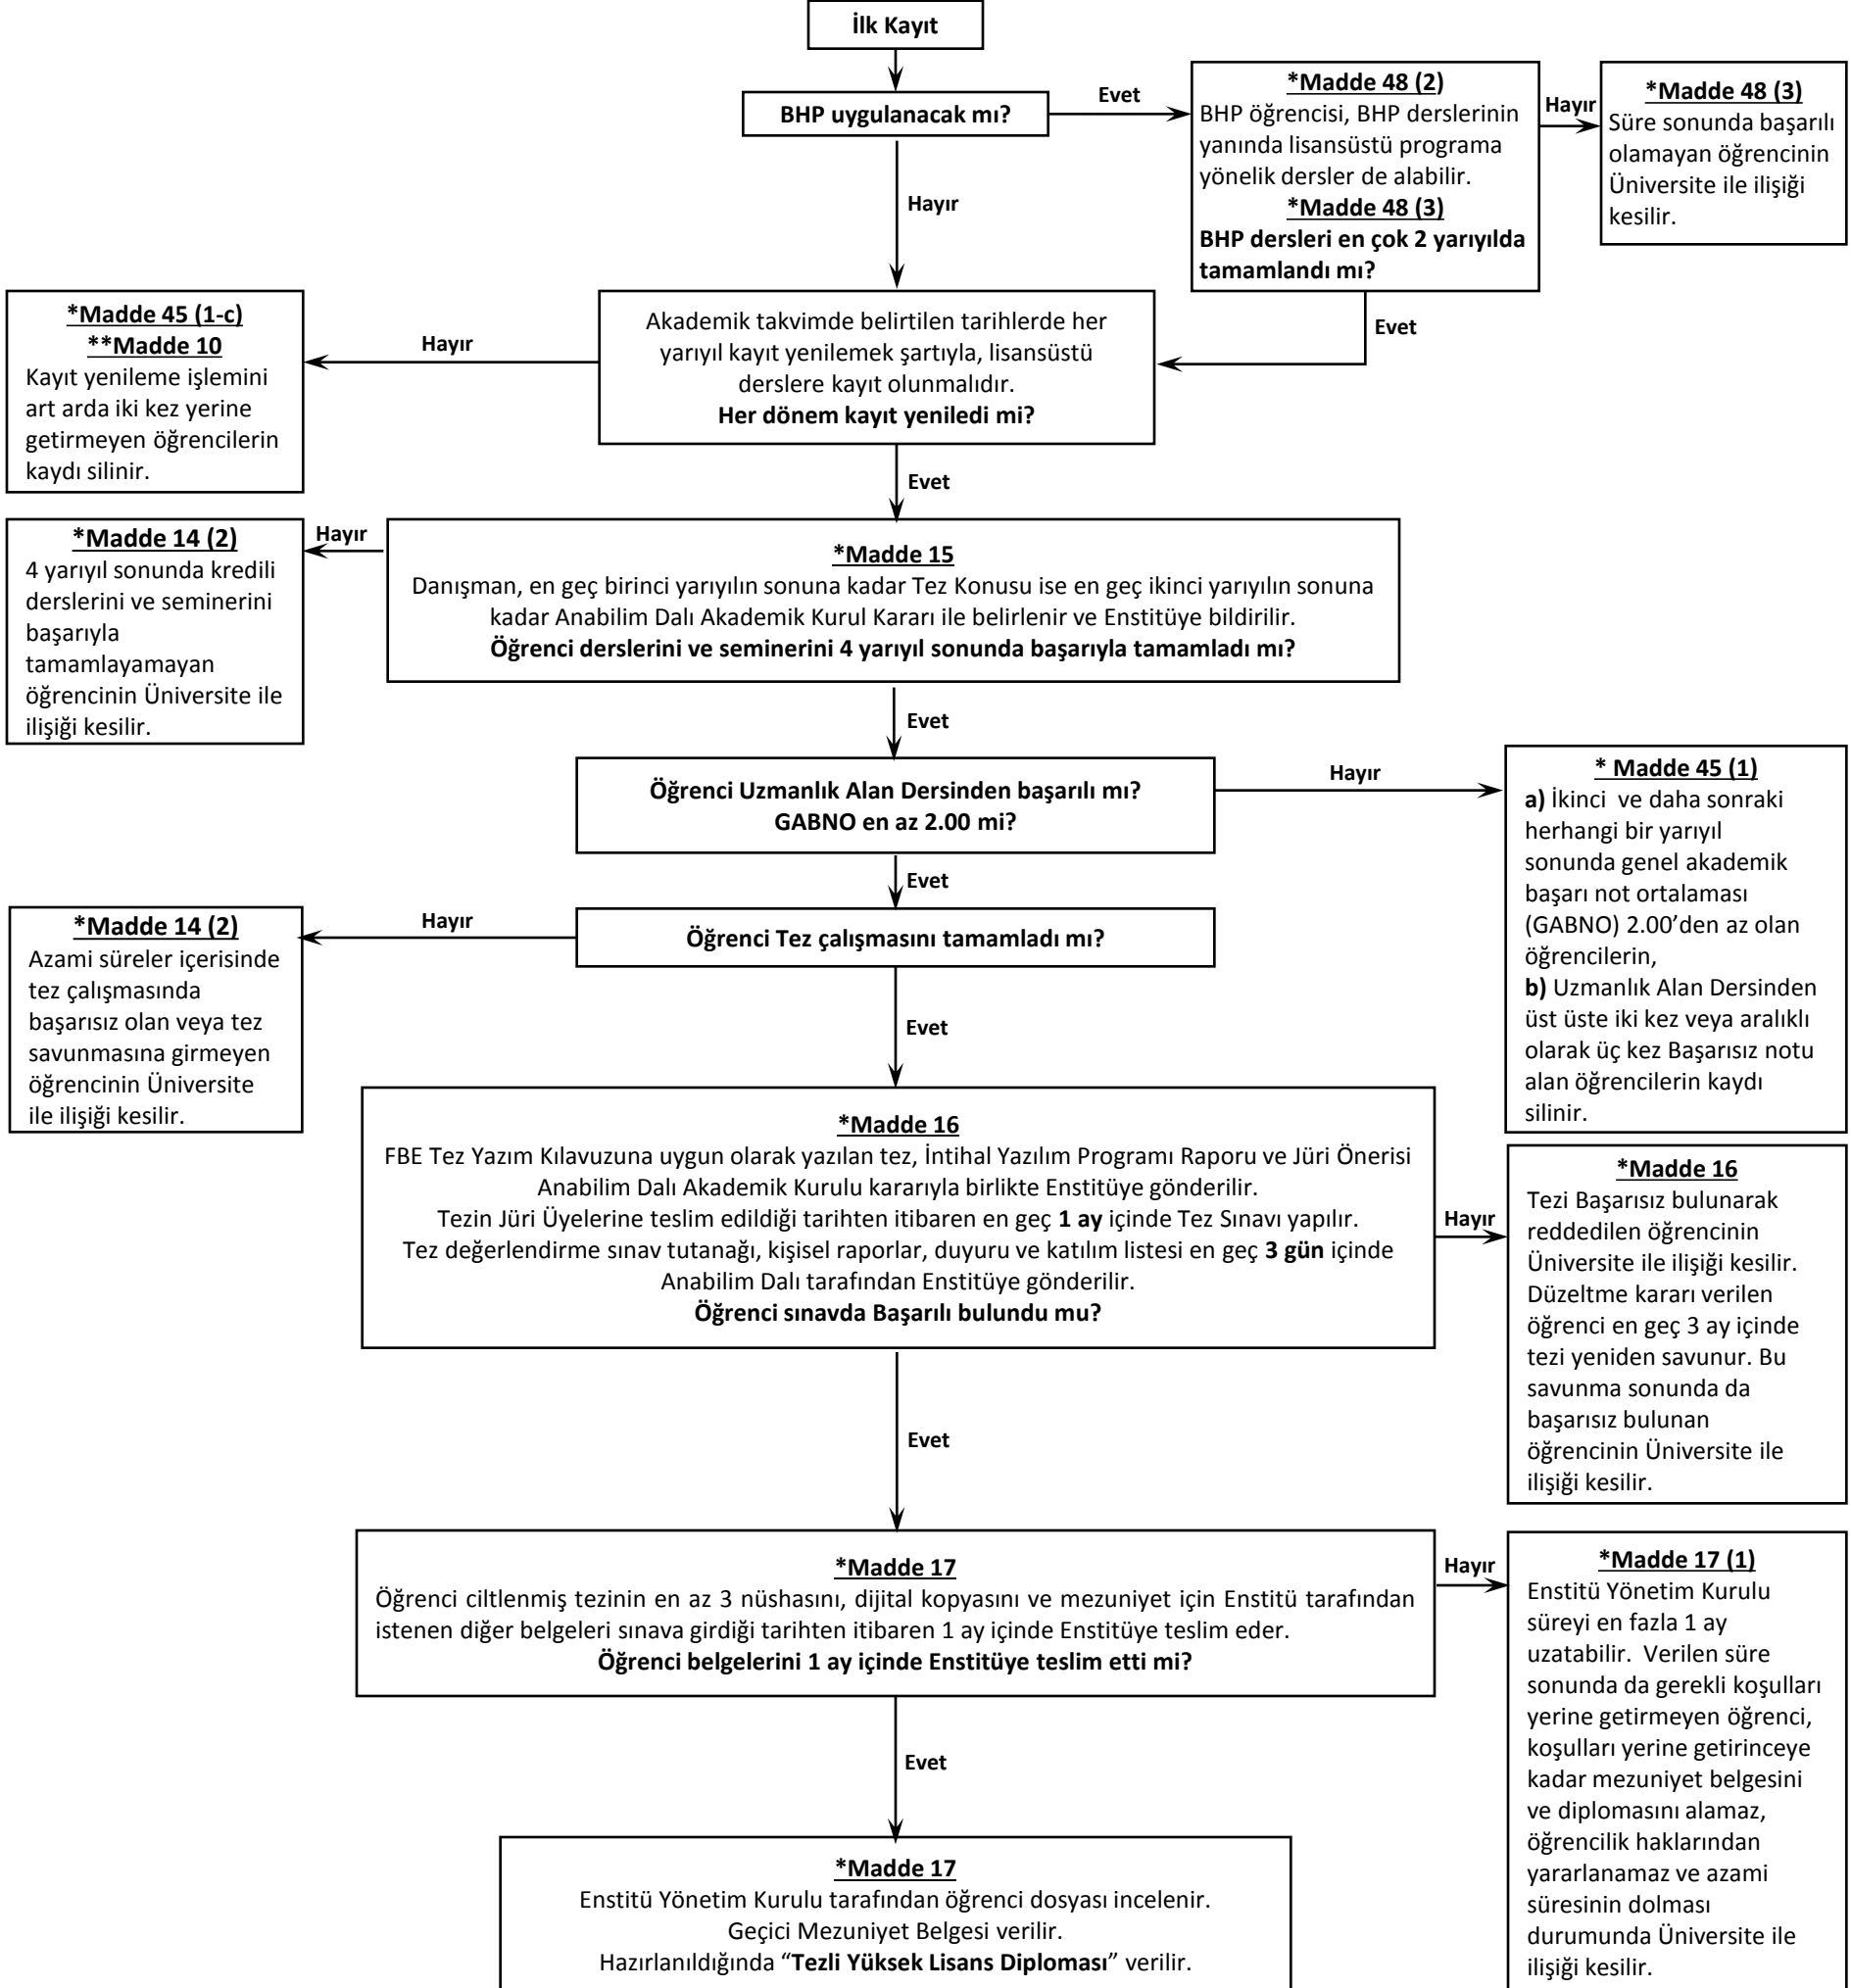 İlk Kayıt
BHP uygulanacak mı?
Evet
*Madde 48 (2)
BHP öğrencisi, BHP derslerinin
yanında lisansüstü programa
yönelik dersler de alabilir.
*Madde 48 (3)
BHP dersleri en çok 2 yarıyılda
tamamlandı mı?
Hayır
*Madde 48 (3)
Süre sonunda başarılı
olamayan öğrencinin
Üniversite ile ilişiği
kesilir.
Hayır
Evet
Akademik takvimde belirtilen tarihlerde her
yarıyıl kayıt yenilemek şartıyla, lisansüstü
derslere kayıt olunmalıdır.
Her dönem kayıt yeniledi mi?
Hayır
*Madde 45 (1-c)
**Madde 10
Kayıt yenileme işlemini
art arda iki kez yerine
getirmeyen öğrencilerin
kaydı silinir.
Evet
*Madde 15
Danışman, en geç birinci yarıyılın sonuna kadar Tez Konusu ise en geç ikinci yarıyılın sonuna
kadar Anabilim Dalı Akademik Kurul Kararı ile belirlenir ve Enstitüye bildirilir.
Öğrenci derslerini ve seminerini 4 yarıyıl sonunda başarıyla tamamladı mı?
Hayır
*Madde 14 (2)
4 yarıyıl sonunda kredili
derslerini ve seminerini
başarıyla
tamamlayamayan
öğrencinin Üniversite ile
ilişiği kesilir.
Evet
Öğrenci Uzmanlık Alan Dersinden başarılı mı?
GABNO en az 2.00 mi?
Hayır
* Madde 45 (1)
a) İkinci ve daha sonraki
herhangi bir yarıyıl
sonunda genel akademik
başarı not ortalaması
(GABNO) 2.00’den az olan
öğrencilerin,
b) Uzmanlık Alan Dersinden
üst üste iki kez veya aralıklı
olarak üç kez Başarısız notu
alan öğrencilerin kaydı
silinir.
Evet
Öğrenci Tez çalışmasını tamamladı mı?
Hayır
*Madde 14 (2)
Azami süreler içerisinde
tez çalışmasında
başarısız olan veya tez
savunmasına girmeyen
öğrencinin Üniversite
ile ilişiği kesilir.
Evet
*Madde 16
FBE Tez Yazım Kılavuzuna uygun olarak yazılan tez, İntihal Yazılım Programı Raporu ve Jüri Önerisi
Anabilim Dalı Akademik Kurulu kararıyla birlikte Enstitüye gönderilir.
Tezin Jüri Üyelerine teslim edildiği tarihten itibaren en geç 1 ay içinde Tez Sınavı yapılır.
Tez değerlendirme sınav tutanağı, kişisel raporlar, duyuru ve katılım listesi en geç 3 gün içinde
Anabilim Dalı tarafından Enstitüye gönderilir.
Öğrenci sınavda Başarılı bulundu mu?
Hayır
*Madde 16
Tezi Başarısız bulunarak
reddedilen öğrencinin
Üniversite ile ilişiği kesilir.
Düzeltme kararı verilen
öğrenci en geç 3 ay içinde
tezi yeniden savunur. Bu
savunma sonunda da
başarısız bulunan
öğrencinin Üniversite ile
ilişiği kesilir.
Evet
*Madde 17
Öğrenci ciltlenmiş tezinin en az 3 nüshasını, dijital kopyasını ve mezuniyet için Enstitü tarafından
istenen diğer belgeleri sınava girdiği tarihten itibaren 1 ay içinde Enstitüye teslim eder.
Öğrenci belgelerini 1 ay içinde Enstitüye teslim etti mi?
Hayır
*Madde 17 (1)
Enstitü Yönetim Kurulu
süreyi en fazla 1 ay
uzatabilir. Verilen süre
sonunda da gerekli koşulları
yerine getirmeyen öğrenci,
koşulları yerine getirinceye
kadar mezuniyet belgesini
ve diplomasını alamaz,
öğrencilik haklarından
yararlanamaz ve azami
süresinin dolması
durumunda Üniversite ile
ilişiği kesilir.
Evet
*Madde 17
Enstitü Yönetim Kurulu tarafından öğrenci dosyası incelenir.
Geçici Mezuniyet Belgesi verilir.
Hazırlanıldığında “Tezli Yüksek Lisans Diploması” verilir.